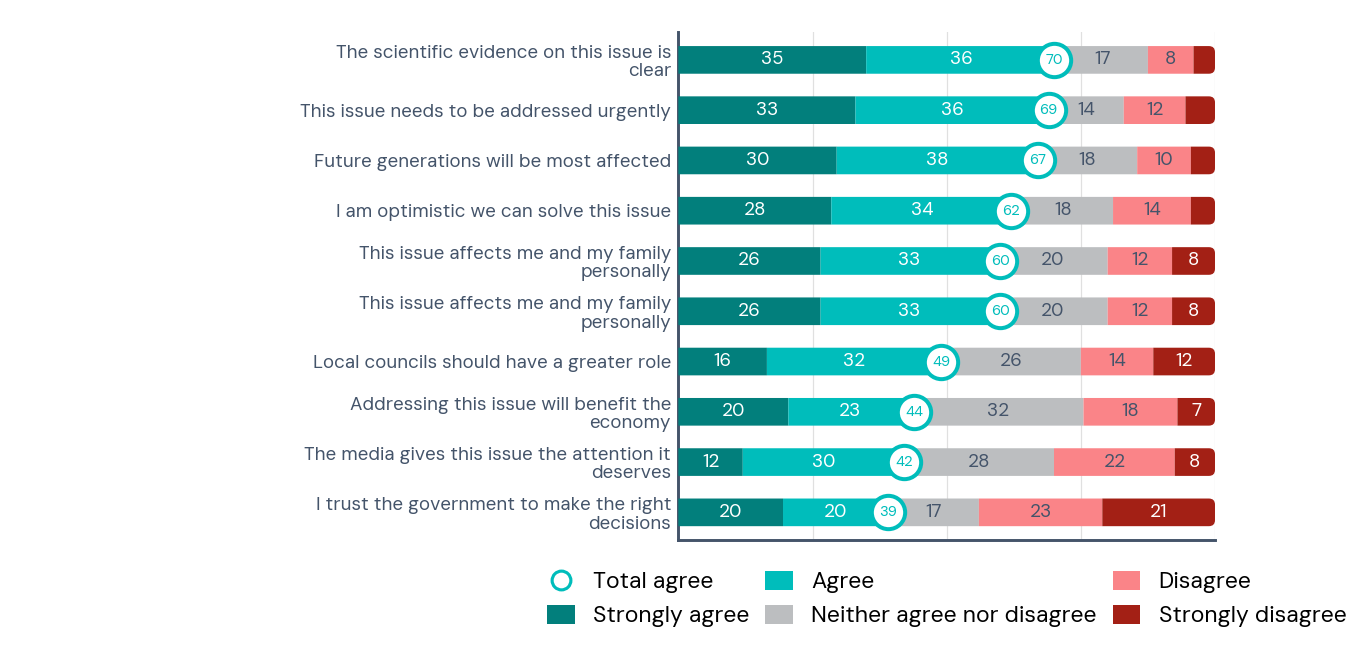 The scientific evidence on this issue is
clear
35 36 70 17 8
This issue needs to be addressed urgently
33 36 69 14 12
Future generations will be most affected
30 38 67 18 10
I am optimistic we can solve this issue
28 34 62 18 14
This issue affects me and my family
personally
26 33 60 20 12 8
This issue affects me and my family
personally
26 33 60 20 12 8
Local councils should have a greater role
16 32 49 26 14 12
Addressing this issue will benefit the
economy
20 23 44 32 18 7
The media gives this issue the attention it
deserves
12 30 42 28 22 8
I trust the government to make the right
decisions
20 20 39 17 23 21
Total agree Agree Disagree
Strongly agree Neither agree nor disagree Strongly disagree